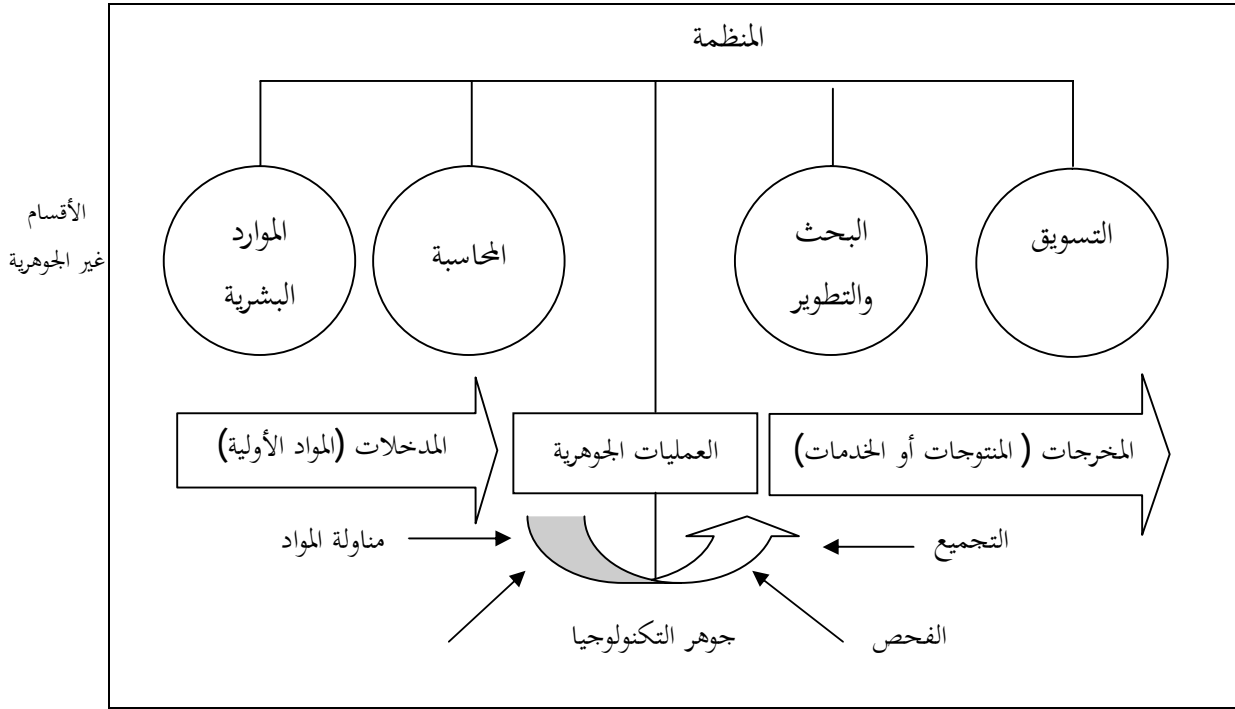 المنظمة
الأقسام
غير الجوهرية
الموارد
البشرية
المحاسبة
البحث
والتطوير
التسويق
المدخلات (المواد الأولية)
العمليات الجوهرية
المخرجات ( المنتوجات أو الخدمات)
مناولة المواد
التجميع
جوهر التكنولوجيا
الفحص